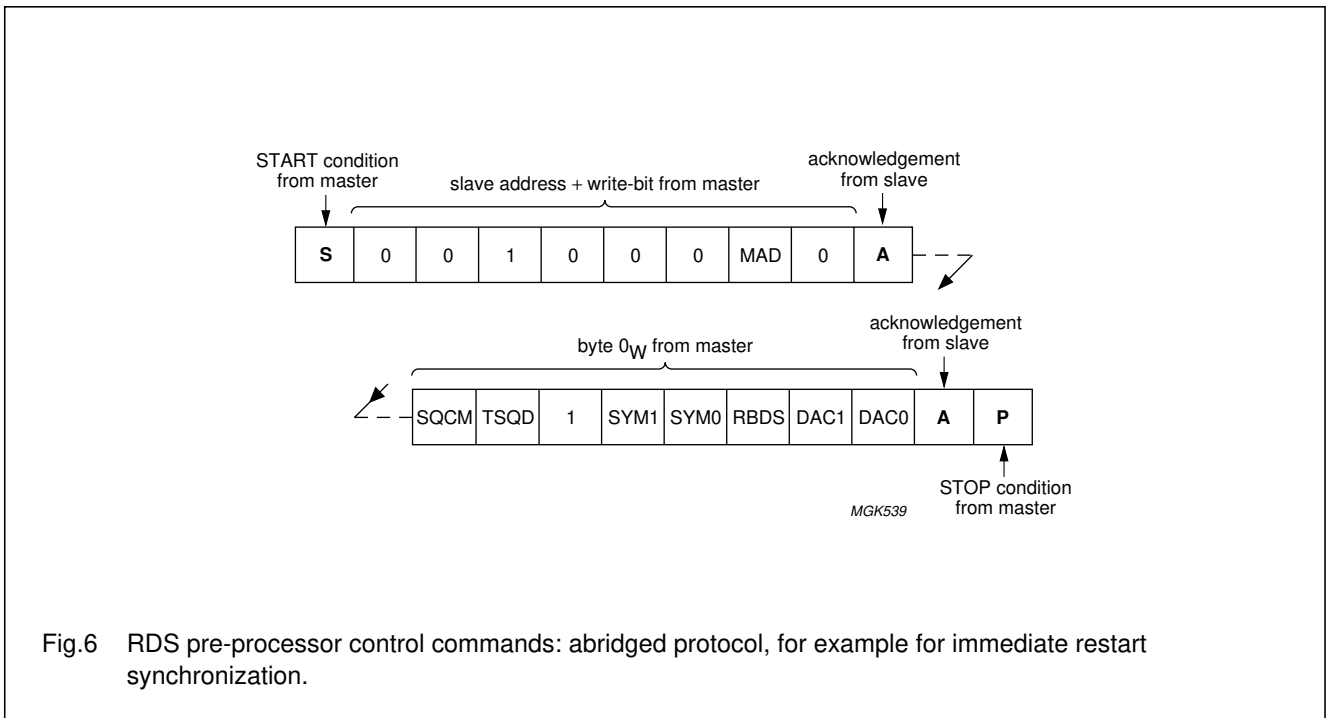 START condition
from master
slave address + write-bit from master
acknowledgement
from slave
S 0 0 1 0 0 0 MAD 0 A
byte 0W from master
acknowledgement
from slave
SQCM TSQD 1 SYM1 SYM0 RBDS DAC1 DAC0 A P
STOP condition
from master
MGK539
Fig.6 RDS pre-processor control commands: abridged protocol, for example for immediate restart
synchronization.